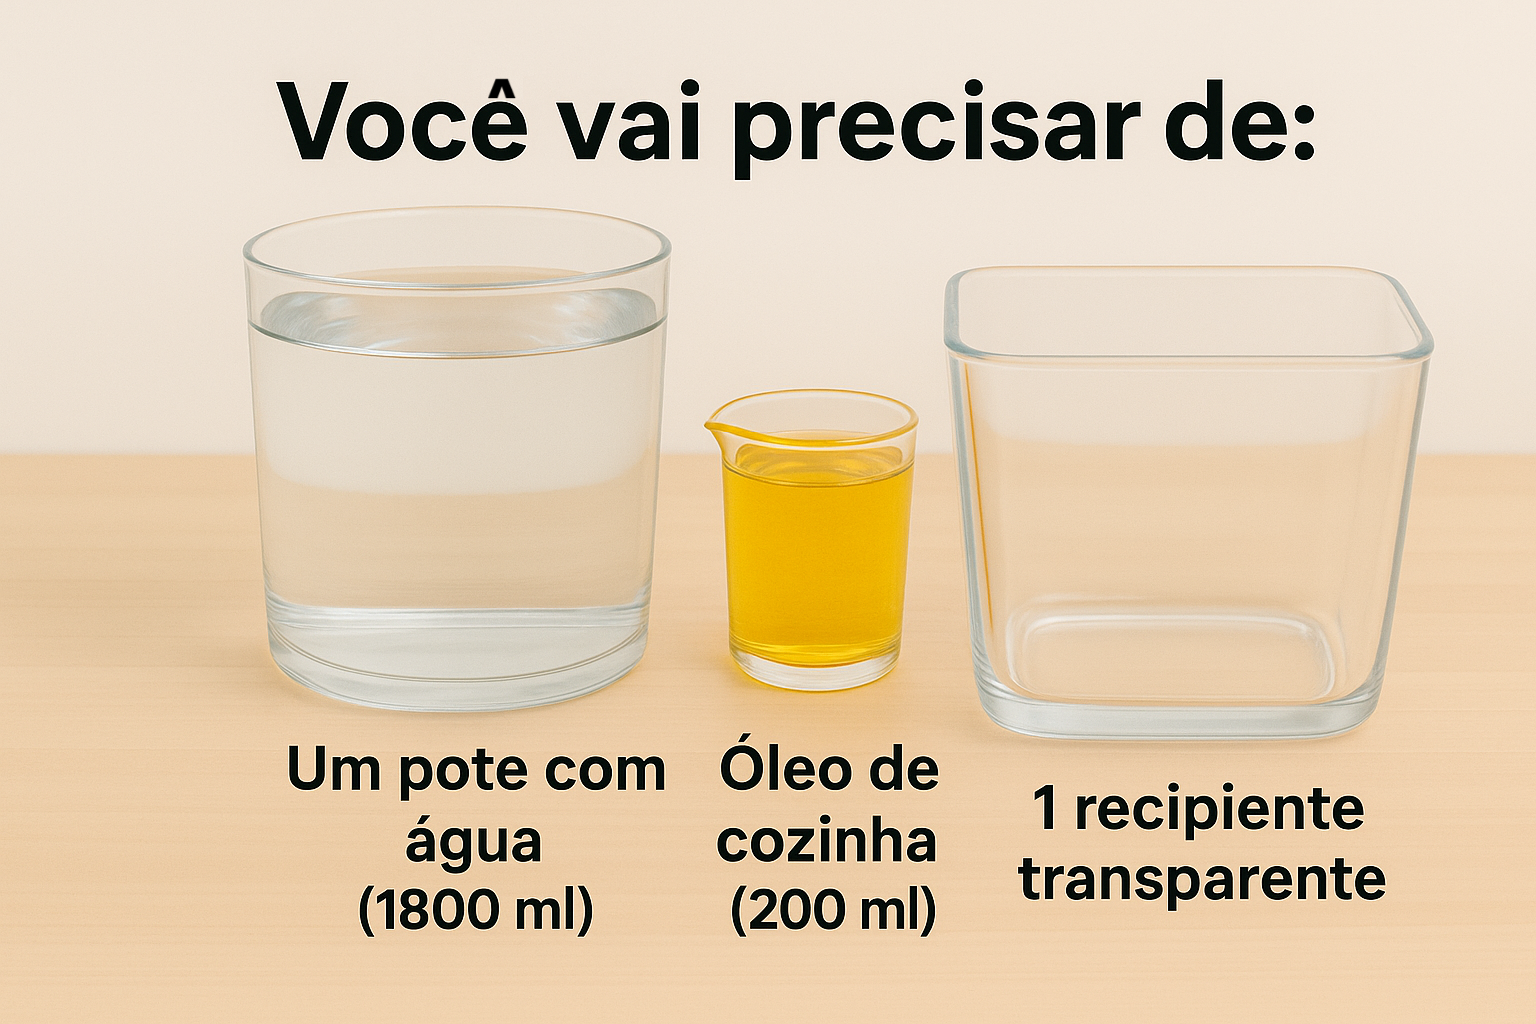 Você vai precisar de:
Um pote com
água
(1800 ml)
Óleo de
cozinha
(200 ml)
1 recipiente
transparente